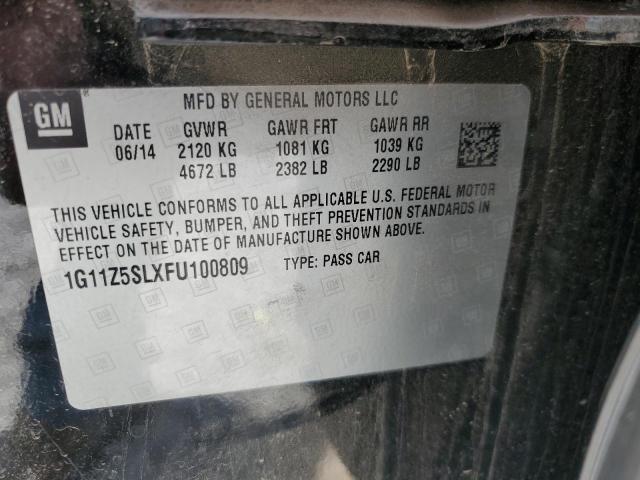 GM
MFD BY GENERAL MOTORS LLC
DATE GVWR GAWR FRT GAWR RR
06/14 2120 KG 1081 KG 1039 KG
4672 LB 2382 LB 2290 LB
THIS VEHICLE CONFORMS TO ALL APPLICABLE U.S. FEDERAL MOTOR
VEHICLE SAFETY, BUMPER, AND THEFT PREVENTION STANDARDS IN
EFFECT ON THE DATE OF MANUFACTURE SHOWN ABOVE.
1G11Z5SLXFU100809 TYPE: PASS CAR